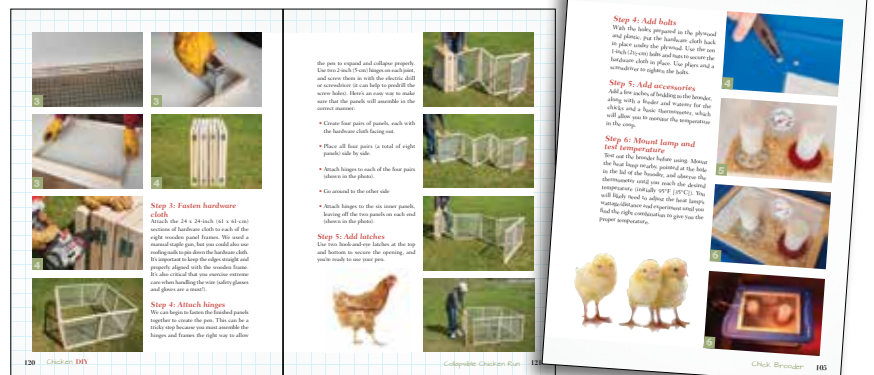 3
3
3
4
4
Step 3: Fasten hardware
cloth
Attach the 24 x 24-inch (61 x 61-cm)
sections of hardware cloth to each of the
eight wooden panel frames. We used a
manual staple gun, but you could also use
roofing nails to pin down the hardware cloth.
It's important to keep the edges straight and
properly aligned with the wooden frame.
It's also critical that you exercise extreme
care when handling the wire (safety glasses
and gloves are a must!).
Step 4: Attach hinges
We can begin to fasten the finished panels
together to create the pen. This can be a
tricky step because you must assemble the
hinges and frames the right way to allow
120 Chicken DIY
the pen to expand and collapse properly.
Use two 2-inch (5-cm) hinges on each joint,
and screw them in with the electric drill
or screwdriver (it can help to predrill the
screw holes). Here's an easy way to make
sure that the panels will assemble in the
correct manner:
• Create four pairs of panels, each with
the hardware cloth facing out.
• Place all four pairs (a total of eight
panels) side by side.
• Attach hinges to each of the four pairs
(shown in the photo).
• Go around to the other side
• Attach hinges to the six inner panels,
leaving off the two panels on each end
(shown in the photo).
Step 5: Add latches
Use two hook-and-eye latches at the top
and bottom to secure the opening, and
you're ready to use your pen.
Collapsible Chicken Run 121
Step 4: Add bolts
With the holes prepared in the plywood
and plastic, put the hardware cloth back
in place under the plywood. Use the ten
1-inch (2½-cm) bolts and nuts to secure the
hardware cloth in place. Use pliers and a
screwdriver to tighten the bolts.
Step 5: Add accessories
Add a few inches of bedding to the brooder,
along with a feeder and waterer for the
chicks and a basic thermometer, which
will allow you to monitor the temperature
in the coop.
Step 6: Mount lamp and
test temperature
Test out the brooder before using. Mount
the heat lamp nearby, pointed at the hole
in the lid of the brooder, and observe the
thermometer until you reach the desired
temperature (initially 95°F [35°C]). You
will likely need to adjust the heat lamp's
wattage/distance and experiment until you
find the right combination to give you the
proper temperature.
4
5
6
6
Chick Brooder 105